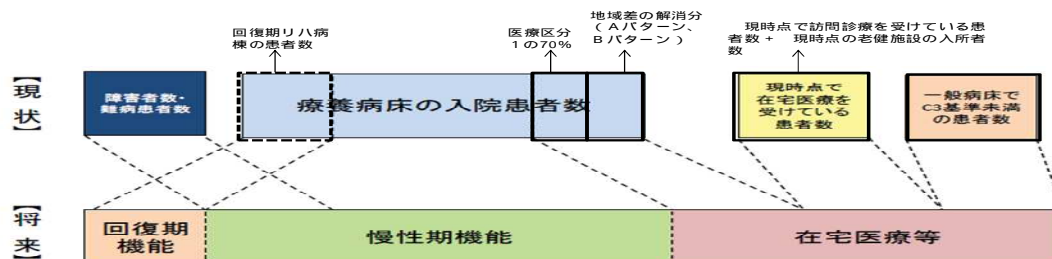 回復期リハ病
棟の患者数
医療区分
1の70%
地域差の解消分
(Aパターン、
Bパターン)
現時点で訪問診療を受けている患
者数+ 現時点の老健施設の入所者
数
【現状】
障害者数・
難病患者数
療養病床の入院患者数
現時点で
在宅医療を
受けている
患者数
一般病床で
C3基準未満
の患者数
【将来】
回復期
機能
慢性期機能
在宅医療等